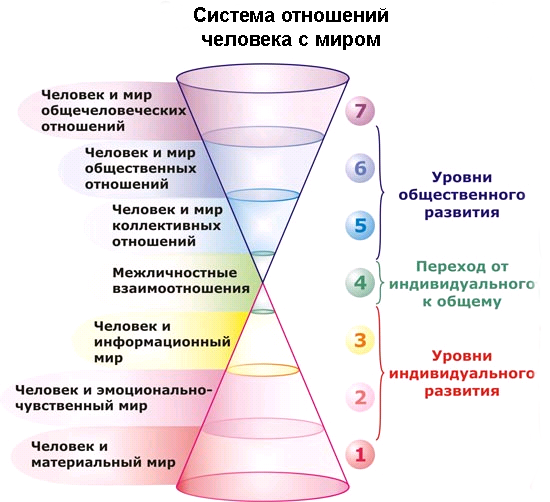 Система отношений
человека с миром
Человек и мир
общечеловеческих
отношений
7
Человек и мир
общественных
отношений
6
Уровни
общественного
развития
Человек и мир
коллективных
отношений
5
Межличностные
взаимоотношения
4
Переход от
индивидуального
к общему
Человек и
информационный
мир
3
Уровни
индивидуального
развития
Человек и эмоционально-
чувственный мир
2
Человек и
материальный мир
1